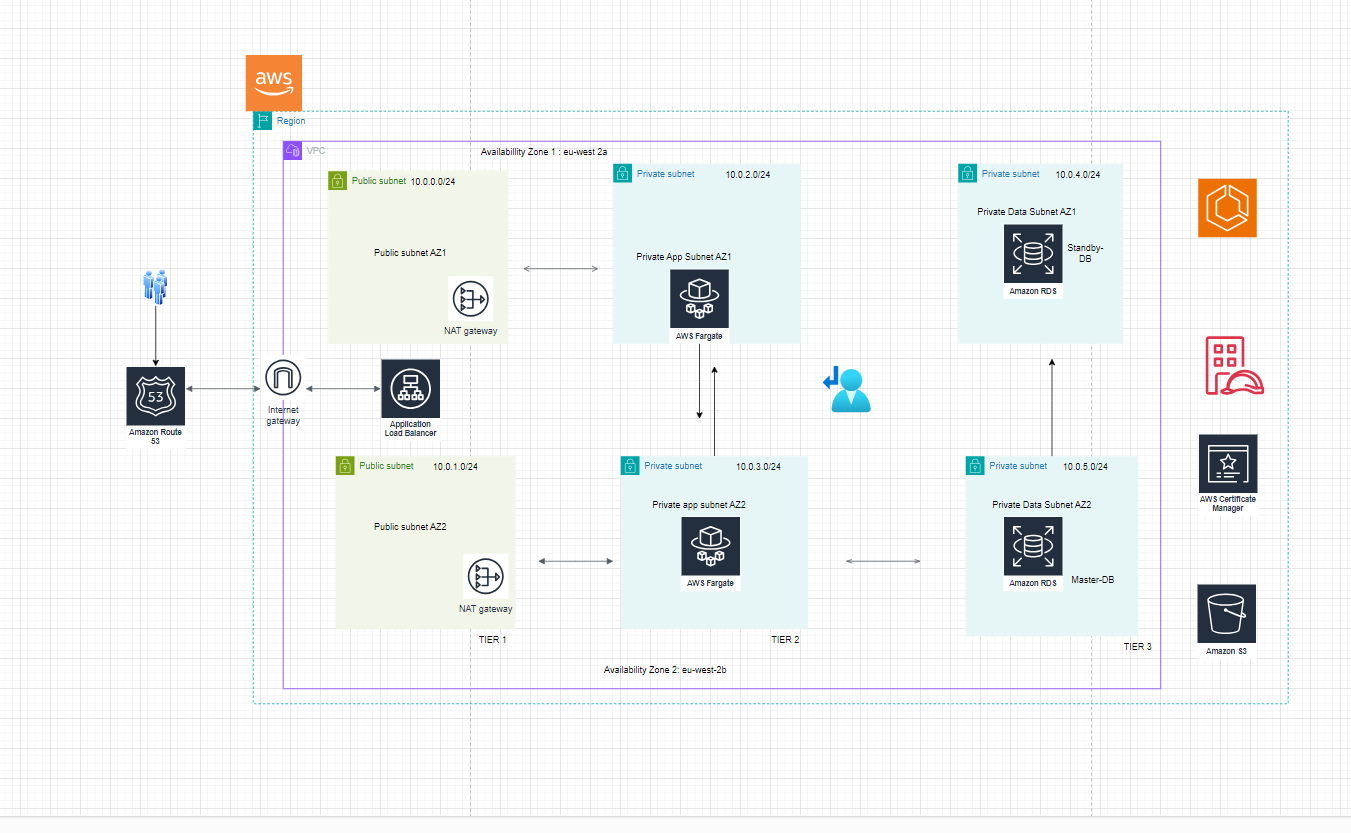 aws
Region
VPC
Availabillity Zone 1 : eu-west 2a
Public subnet 10.0.0.0/24
Private subnet 10.0.2.0/24
Private subnet 10.0.4.0/24
Public subnet AZ1
NAT gateway
Private App Subnet AZ1
AWS Fargate
Private Data Subnet AZ1
Standby-
DB
Amazon RDS
53
Amazon Route
53
Internet
gateway
Application
Load Balancer
Public subnet 10.0.1.0/24
Private subnet 10.0.3.0/24
Private subnet 10.0.5.0/24
Public subnet AZ2
NAT gateway
Private app subnet AZ2
AWS Fargate
Private Data Subnet AZ2
Amazon RDS
Master-DB
AWS Certificate
Manager
Amazon S3
TIER 1
TIER 2
TIER 3
Availability Zone 2: eu-west-2b